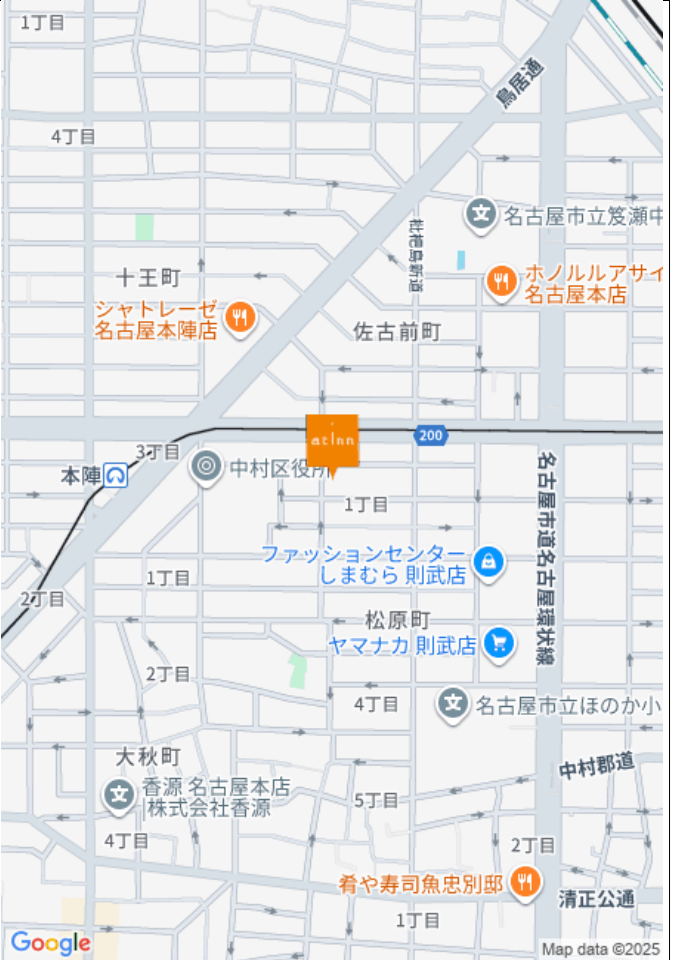 1丁目
鳥居通
4丁目
名古屋市立笈瀬中
枇杷島新道
ホノルルアサイ
名古屋本店
十王町
シャトレーゼ
名古屋本陣店
佐古前町
atInn
200
3丁目
本陣
中村区役所
名古屋市道名古屋環状線
1丁目
ファッションセンター
しまむら 則武店
1丁目
2丁目
松原町
ヤマナカ 則武店
2丁目
4丁目
名古屋市立ほのか小
大秋町
中村郡道
香源 名古屋本店
|株式会社香源
5丁目
4丁目
2丁目
肴や寿司魚忠別邸
清正公通
1丁目
Google
Map data ©2025